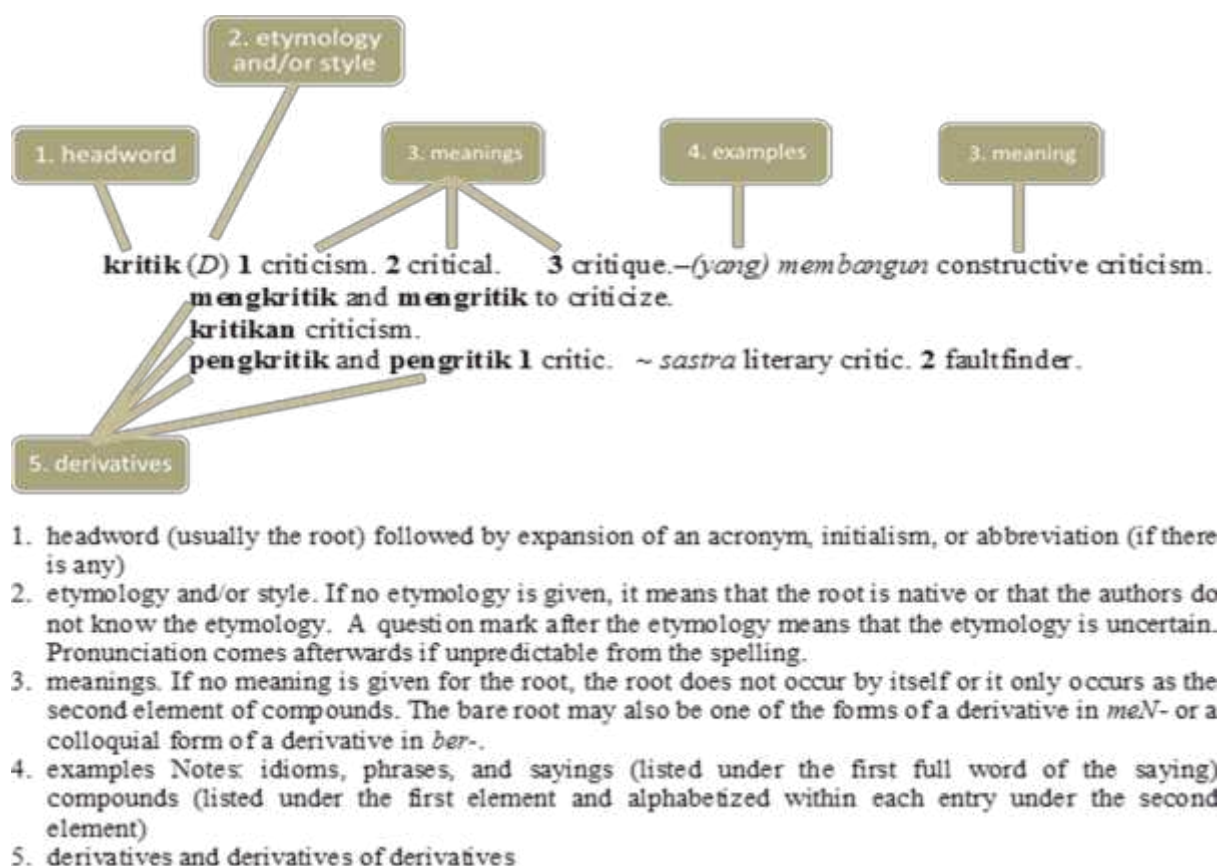 2. etymology
and/or style
1. headword
3. meanings
4. examples
3. meaning
kritik (D) 1 criticism. 2 critical. 3 critique.–(yang) membangun constructive criticism.
mengkritik and mengritik to criticize.
kritikan criticism.
pengkritik and pengritik 1 critic. ~ sastra literary critic. 2 faultfinder.
5. derivatives
1. headword (usually the root) followed by expansion of an acronym, initialism, or abbreviation (if there
is any)
2. etymology and/or style. If no etymology is given, it means that the root is native or that the authors do
not know the etymology. A question mark after the etymology means that the etymology is uncertain.
Pronunciation comes afterwards if unpredictable from the spelling.
3. meanings. If no meaning is given for the root, the root does not occur by itself or it only occurs as the
second element of compounds. The bare root may also be one of the forms of a derivative in meN- or a
colloquial form of a derivative in ber-.
4. examples Notes: idioms, phrases, and sayings (listed under the first full word of the saying)
compounds (listed under the first element and alphabetized within each entry under the second
element)
5. derivatives and derivatives of derivatives